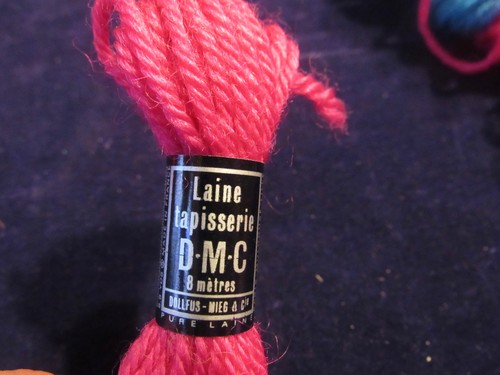 Laine
tapisserie
D·M·C
8 mètres
DOLLFUS-MIEG & Cie
PURE LAINE